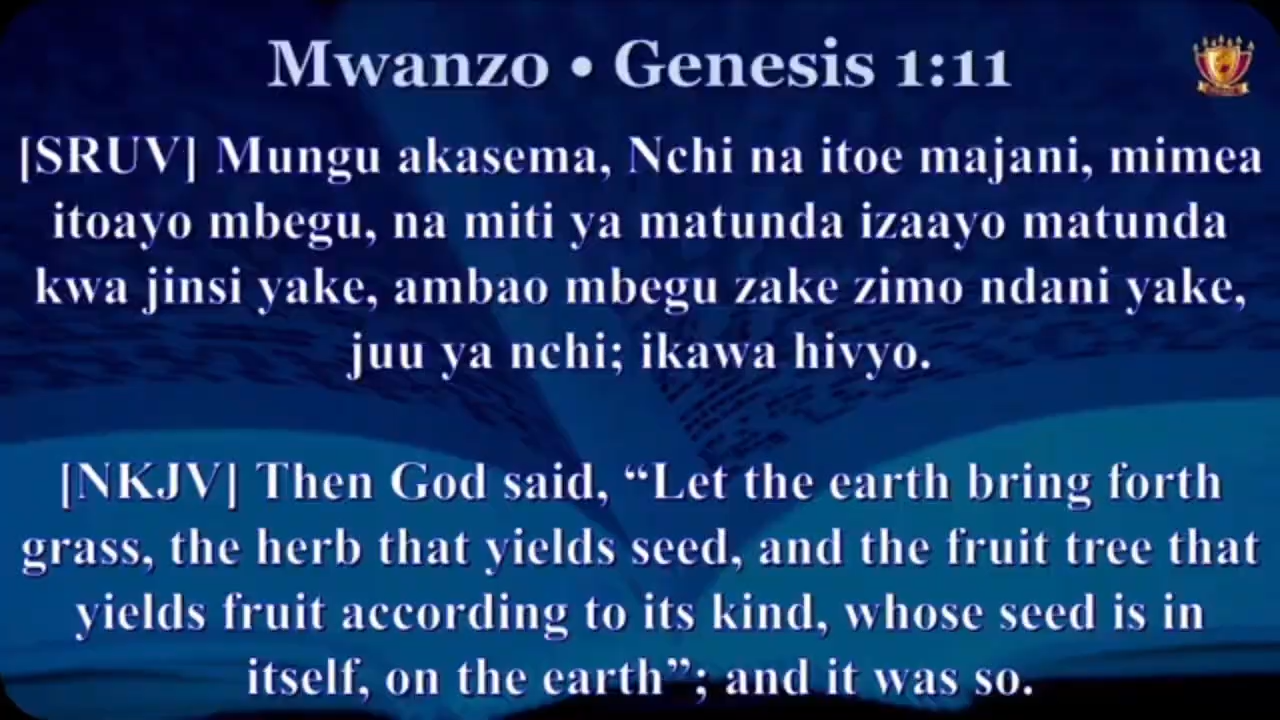 Mwanzo • Genesis 1:11
[SRUV] Mungu akasema, Nchi na itoe majani, mimea
itoayo mbegu, na miti ya matunda izaayo matunda
kwa jinsi yake, ambao mbegu zake zimo ndani yake,
juu ya nchi; ikawa hivyo.
[NKJV] Then God said, “Let the earth bring forth
grass, the herb that yields seed, and the fruit tree that
yields fruit according to its kind, whose seed is in
itself, on the earth”; and it was so.